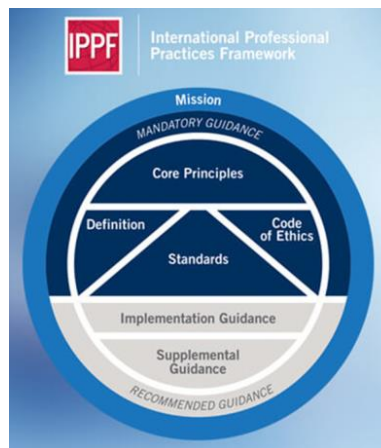 IPPF
International Professional
Practices Framework
Mission
MANDATORY GUIDANCE
Core Principles
Definition
Code
of Ethics
Standards
Implementation Guidance
Supplemental
Guidance
RECOMMENDED GUIDANCE